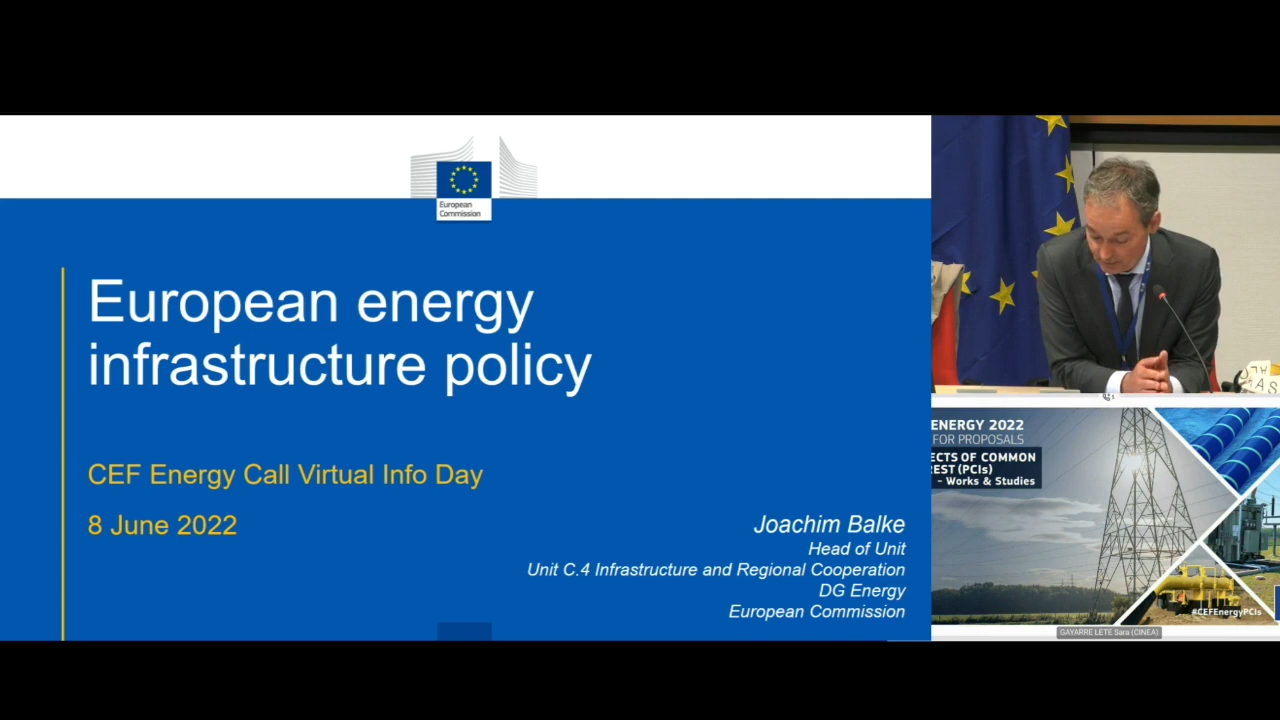 European
Commission
European energy
infrastructure policy
CEF Energy Call Virtual Info Day
8 June 2022
Joachim Balke
Head of Unit
Unit C.4 Infrastructure and Regional Cooperation
DG Energy
European Commission
ENERGY 2022
FOR PROPOSALS
ECTS OF COMMON
REST (PCIs)
- Works & Studies
#CEFEnergyPCIs
GAYARRE LETE Sara (CINEA)